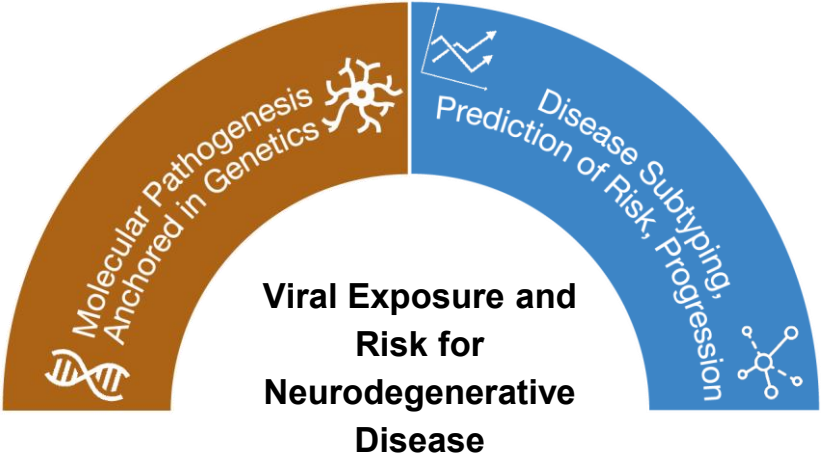 Molecular Pathogenesis
Anchored in Genetics
Disease Subtyping,
Prediction of Risk, Progression
Viral Exposure and
Risk for
Neurodegenerative
Disease